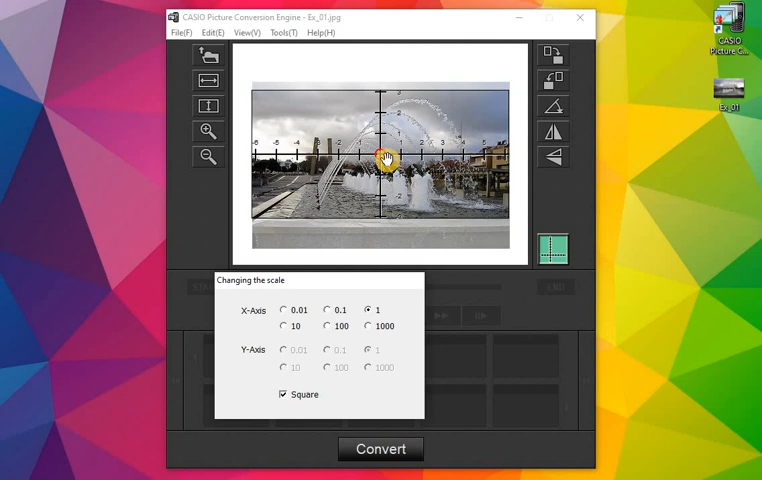 CASIO Picture Conversion Engine - Ex_01.jpg
File(F) Edit(E) View(V) Tools(T) Help(H)
3
1
-6 -5 -4 -3 -2 -1 1 2 3 4 5 6
-2
Changing the scale
X-Axis 0.01 0.1 1
10 100 1000
Y-Axis 0.01 0.1 1
10 100 1000
Square
END
Convert
CASIO
Picture C...
Ex_01